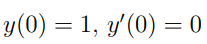 y(0) = 1, y′(0) = 0